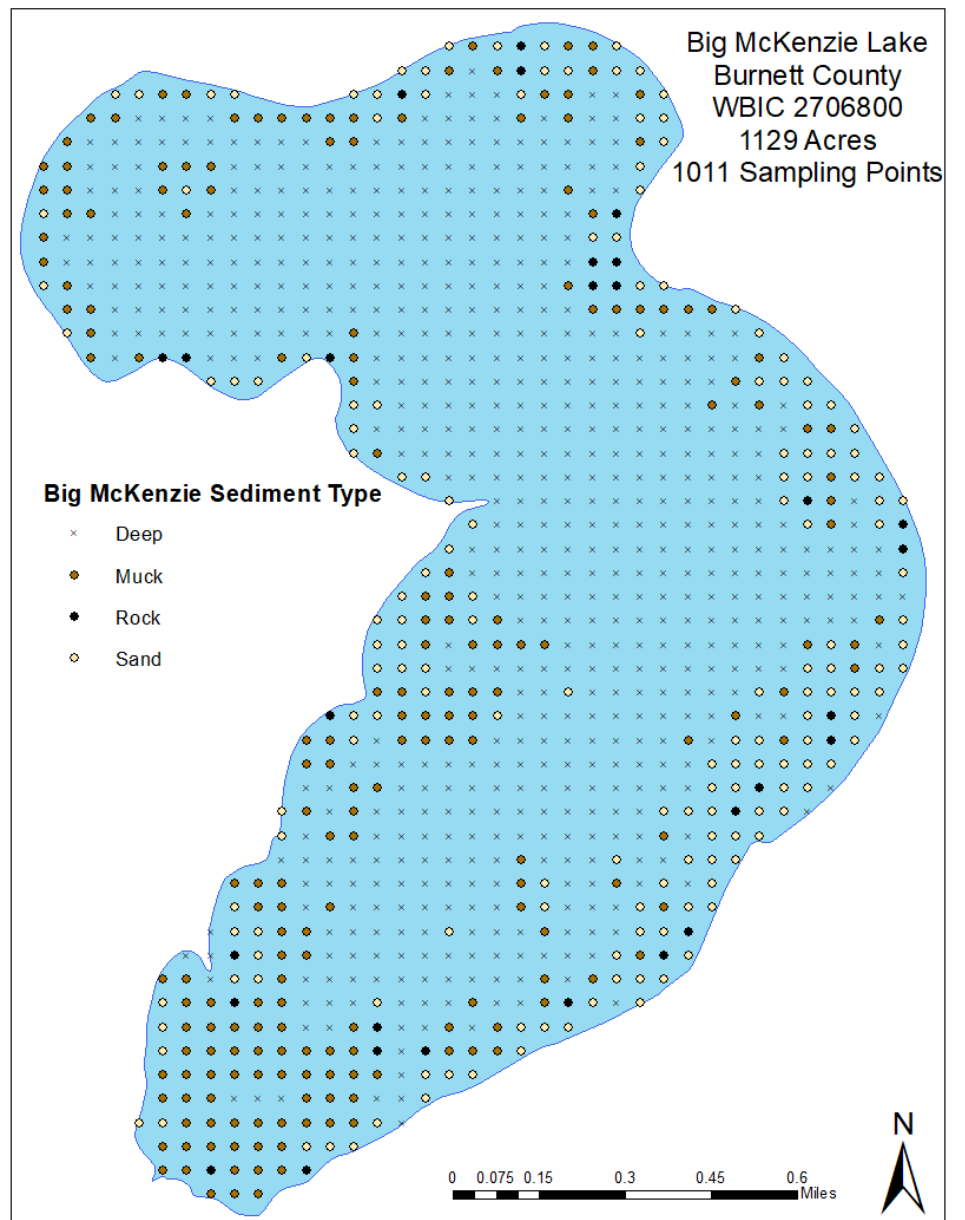 Big McKenzie Lake
Burnett County
WBIC 2706800
1129 Acres
1011 Sampling Points
Big McKenzie Sediment Type
Deep
Muck
Rock
Sand
N
0 0.075 0.15 0.3 0.45 0.6
Miles